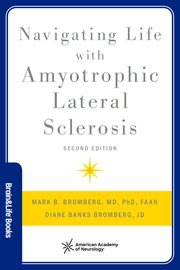 Navigating Life
with
Amyotrophic
Lateral
Sclerosis
SECOND EDITION
MARK B. BROMBERG, MD, PhD, FAAN
DIANE BANKS BROMBERG, JD
Brain&Life Books
American Academy of
Neurology